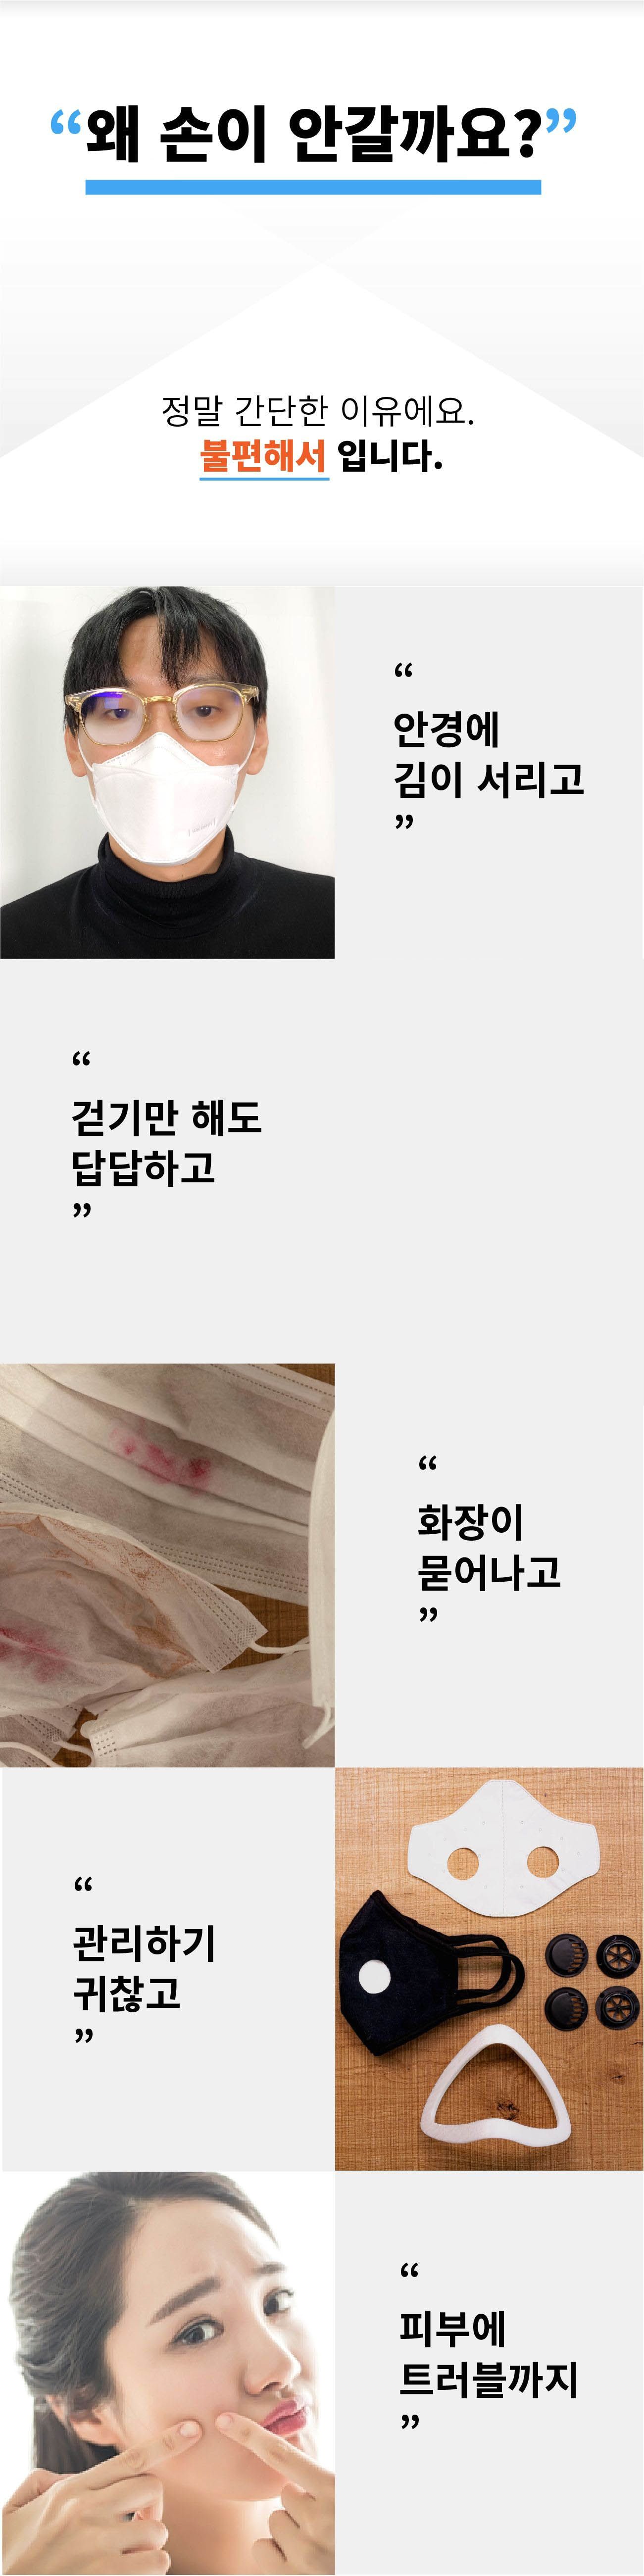 “왜 손이 안갈까요?”
정말 간단한 이유에요.
불편해서 입니다.
“
안경에
김이 서리고
”
“
걷기만 해도
답답하고
”
“
화장이
묻어나고
”
“
관리하기
귀찮고
”
“
피부에
트러블까지
”